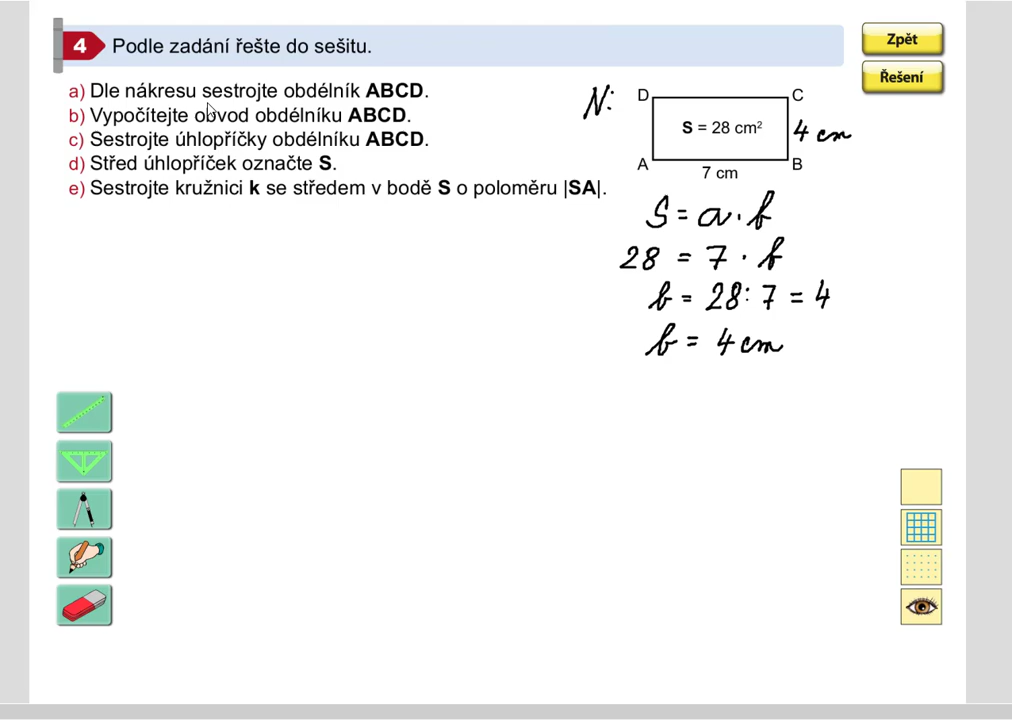 4 Podle zadání řešte do sešitu.
Zpět
Řešení
a) Dle nákresu sestrojte obdélník ABCD.
b) Vypočítejte obvod obdélníku ABCD.
c) Sestrojte úhlopříčky obdélníku ABCD.
d) Střed úhlopříček označte S.
e) Sestrojte kružnici k se středem v bodě S o poloměru |SA|.
N:
D C
S = 28 cm²
4 cm
A B
7 cm
S = a · b
28 = 7 · b
b = 28 : 7 = 4
b = 4 cm